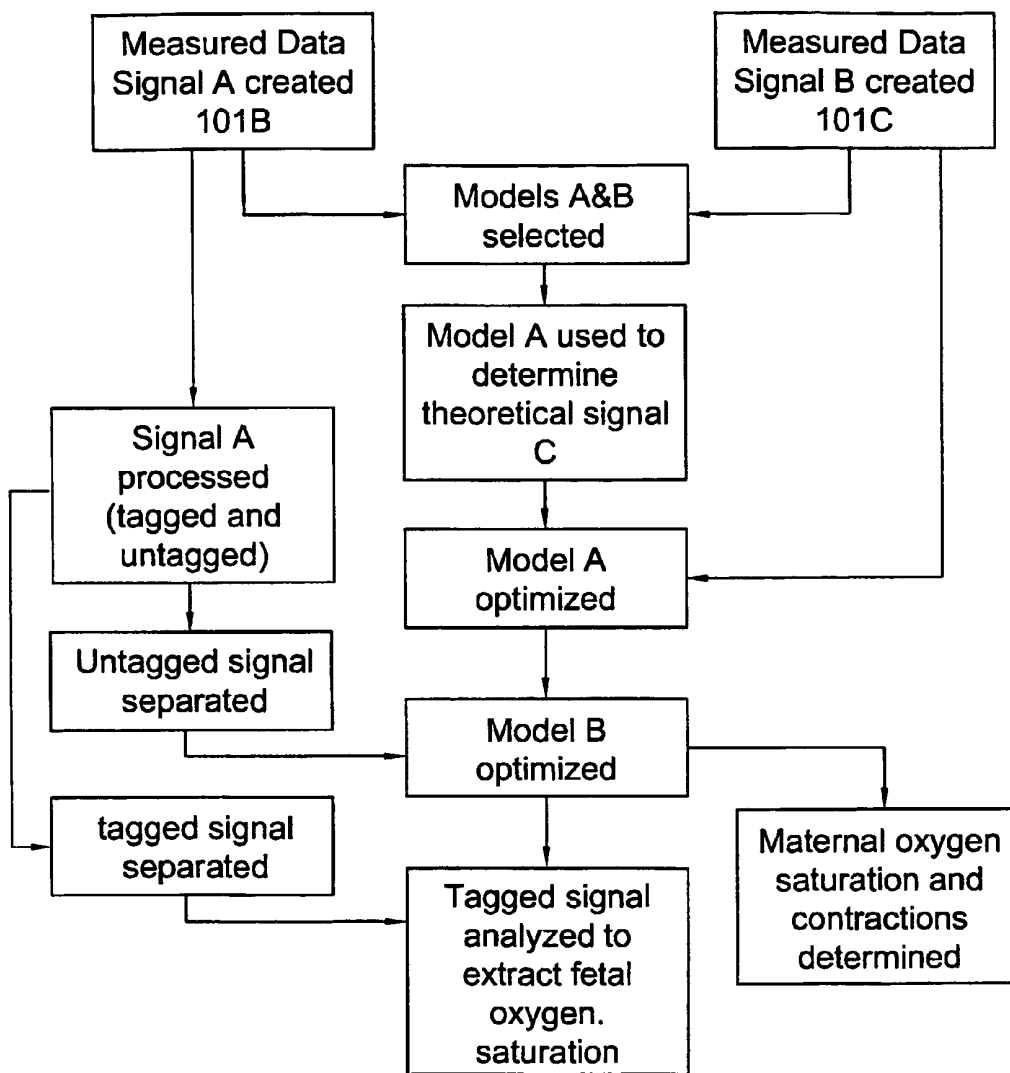 Measured Data
Signal A created
101B
Measured Data
Signal B created
101C
Models A&B
selected
Model A used to
determine
theoretical signal
C
Signal A
processed
(tagged and
untagged)
Model A
optimized
Untagged signal
separated
Model B
optimized
tagged signal
separated
Maternal oxygen
saturation and
contractions
determined
Tagged signal
analyzed to
extract fetal
oxygen.
saturation